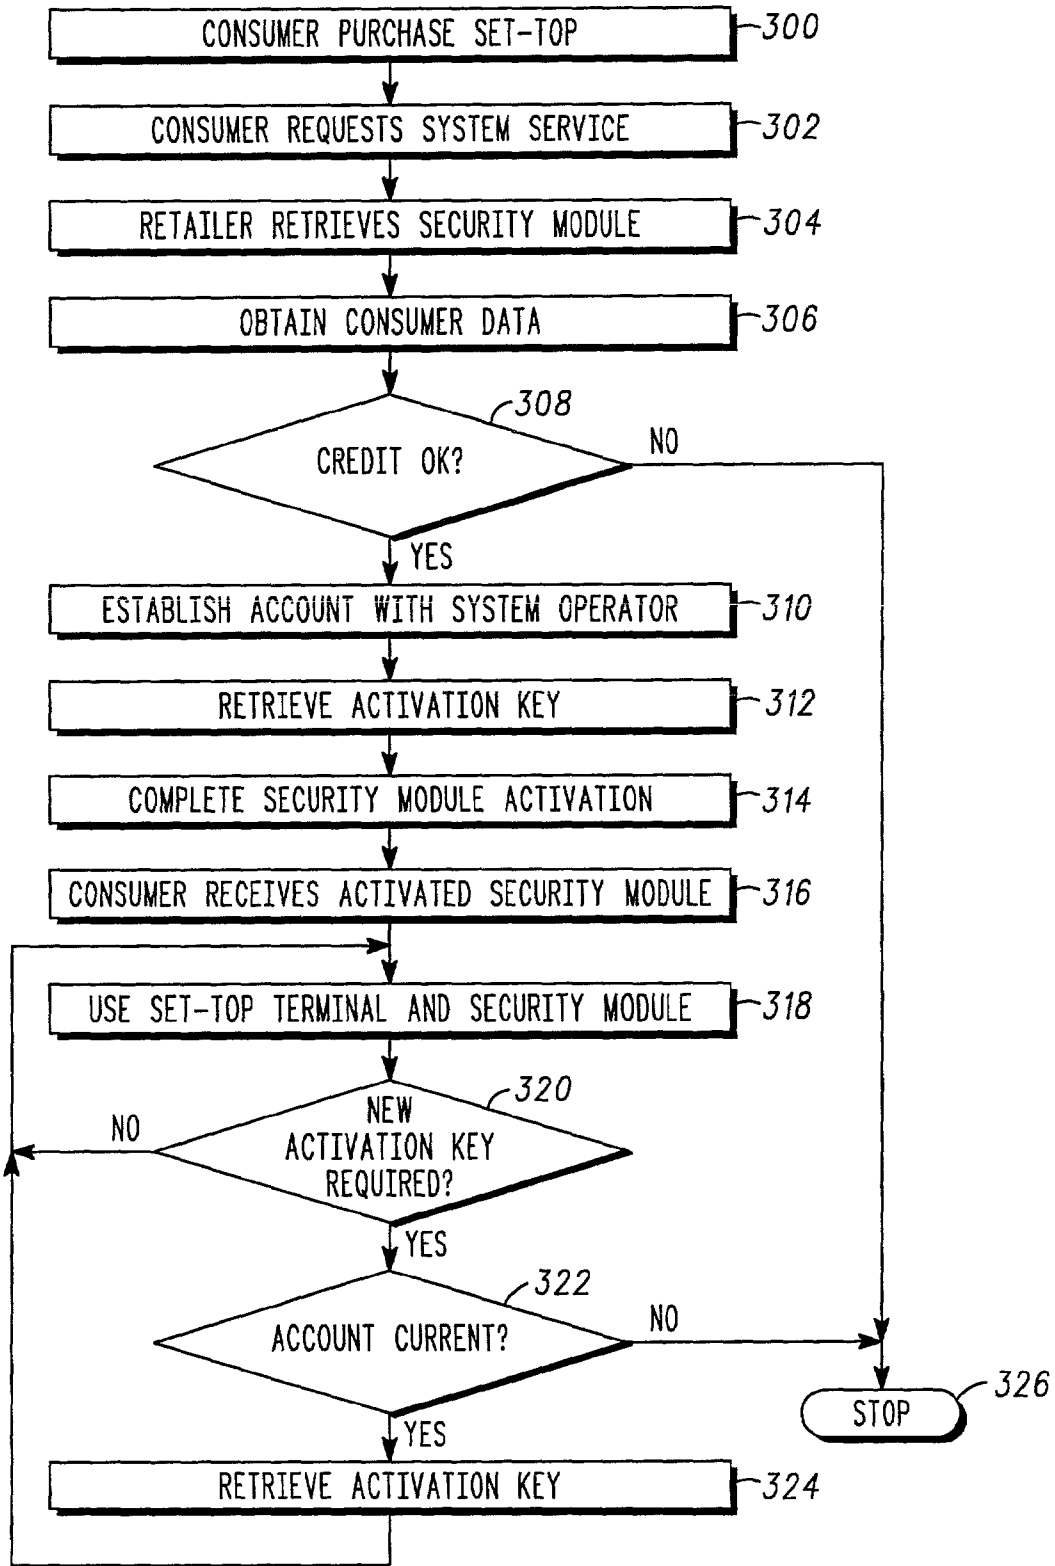 CONSUMER PURCHASE SET-TOP
300
CONSUMER REQUESTS SYSTEM SERVICE
302
RETAILER RETRIEVES SECURITY MODULE
304
OBTAIN CONSUMER DATA
306
308
CREDIT OK?
NO
YES
ESTABLISH ACCOUNT WITH SYSTEM OPERATOR
310
RETRIEVE ACTIVATION KEY
312
COMPLETE SECURITY MODULE ACTIVATION
314
CONSUMER RECEIVES ACTIVATED SECURITY MODULE
316
USE SET-TOP TERMINAL AND SECURITY MODULE
318
320
NEW
ACTIVATION KEY
REQUIRED?
NO
YES
322
ACCOUNT CURRENT?
NO
YES
STOP
326
RETRIEVE ACTIVATION KEY
324